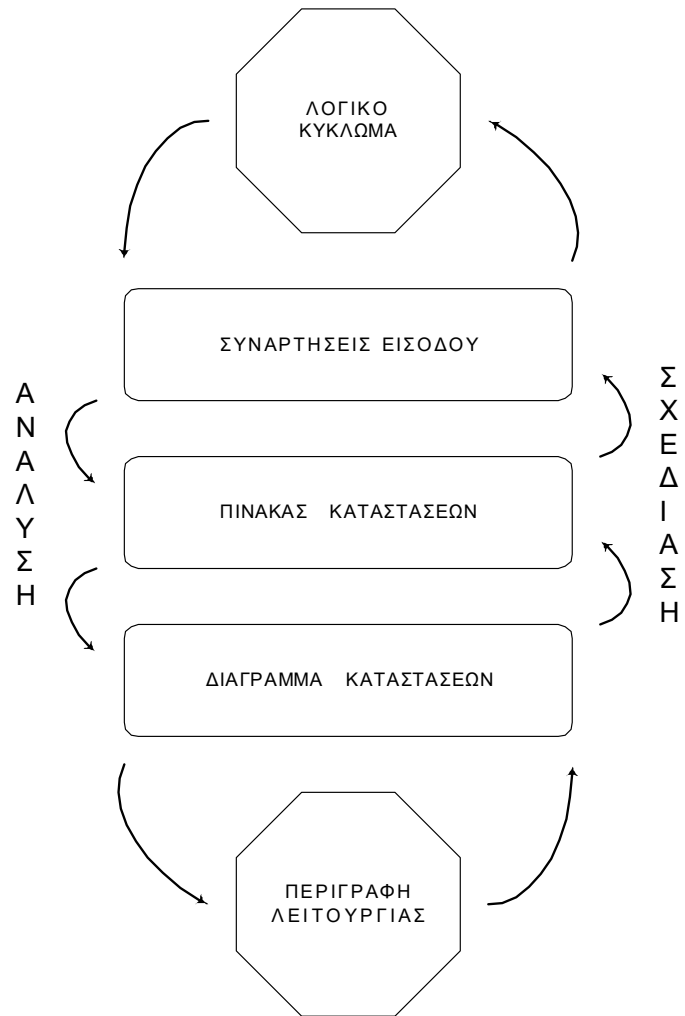 ΛΟΓΙΚΟ
ΚΥΚΛΩΜΑ
ΣΥΝΑΡΤΗΣΕΙΣ ΕΙΣΟΔΟΥ
ΠΙΝΑΚΑΣ ΚΑΤΑΣΤΑΣΕΩΝ
ΔΙΑΓΡΑΜΜΑ ΚΑΤΑΣΤΑΣΕΩΝ
ΠΕΡΙΓΡΑΦΗ
ΛΕΙΤΟΥΡΓΙΑΣ
ΑΝΑΛΥΣΗ
ΣΧΕΔΙΑΣΗ